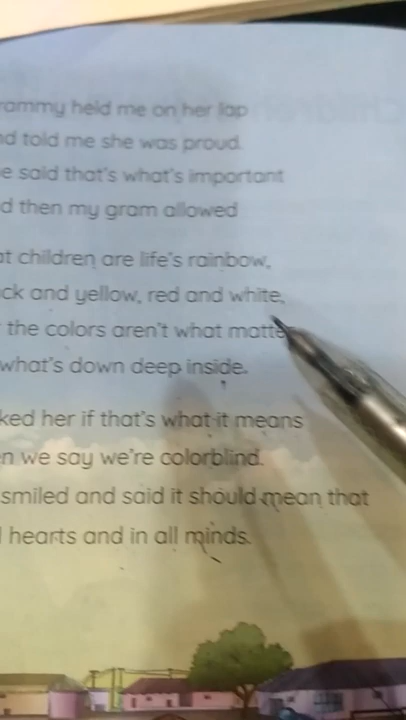 rammy held me on her lap
nd told me she was proud.
e said that's what's important
d then my gram allowed
at children are life's rainbow,
ck and yellow, red and white,
the colors aren't what matte
what's down deep inside.
ked her if that's what it means
n we say we're colorblind.
smiled and said it should mean that
l hearts and in all minds.